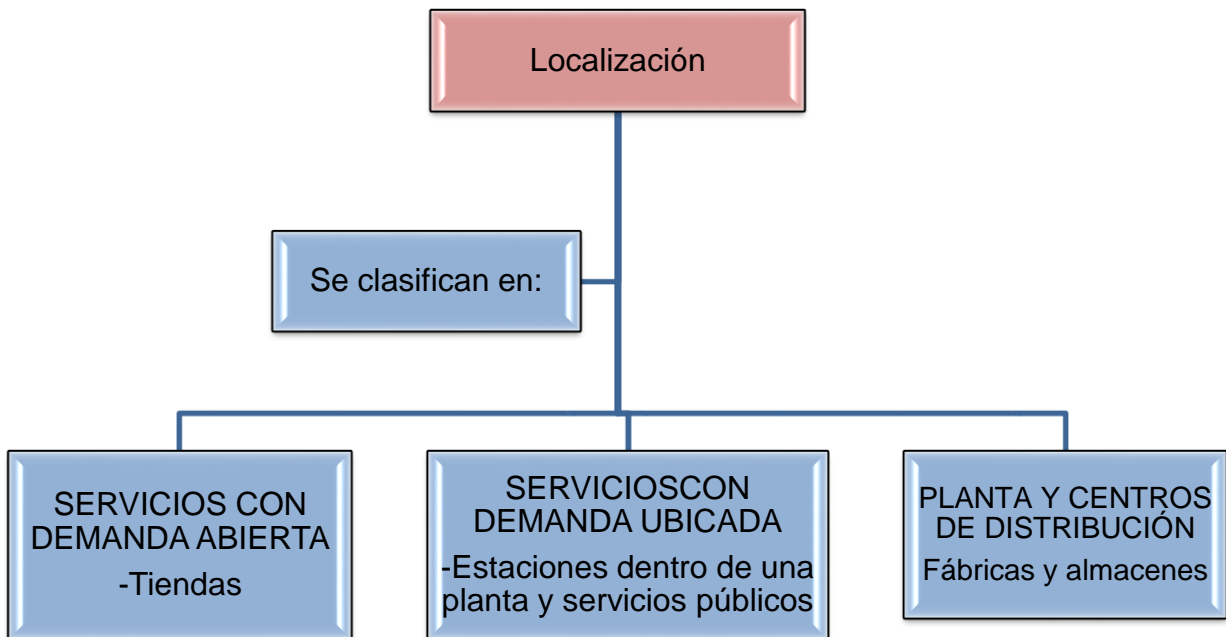 Localización
Se clasifican en:
SERVICIOS CON
DEMANDA ABIERTA
-Tiendas
SERVICIOSCON
DEMANDA UBICADA
-Estaciones dentro de una
planta y servicios públicos
PLANTA Y CENTROS
DE DISTRIBUCIÓN
Fábricas y almacenes